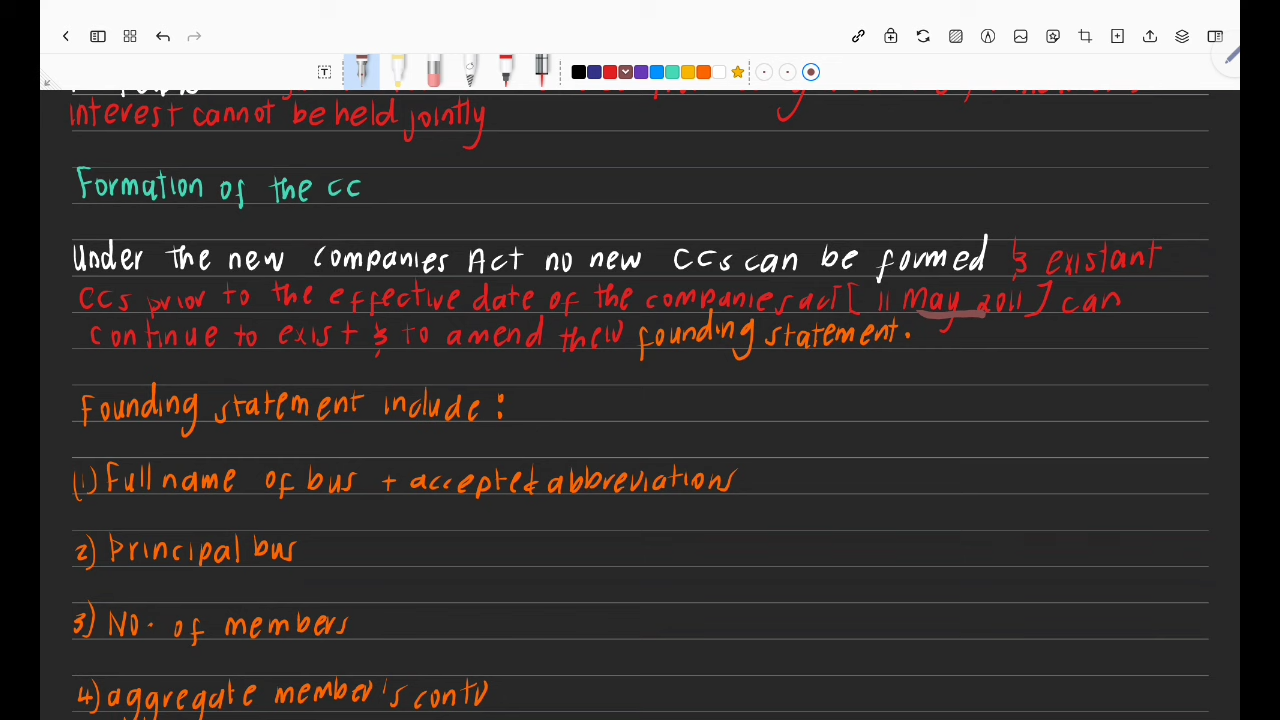 interest cannot be held jointly
Formation of the CC
Under the new companies Act no new CCs can be formed & existant
CCs prior to the effective date of the companies act [ 11 May 2011 ] can
continue to exist & to amend their founding statement.
Founding statement include :
(1) Full name of bus + accepted abbreviations
2) Principal bus
3) No. of members
4) aggregate member's contr